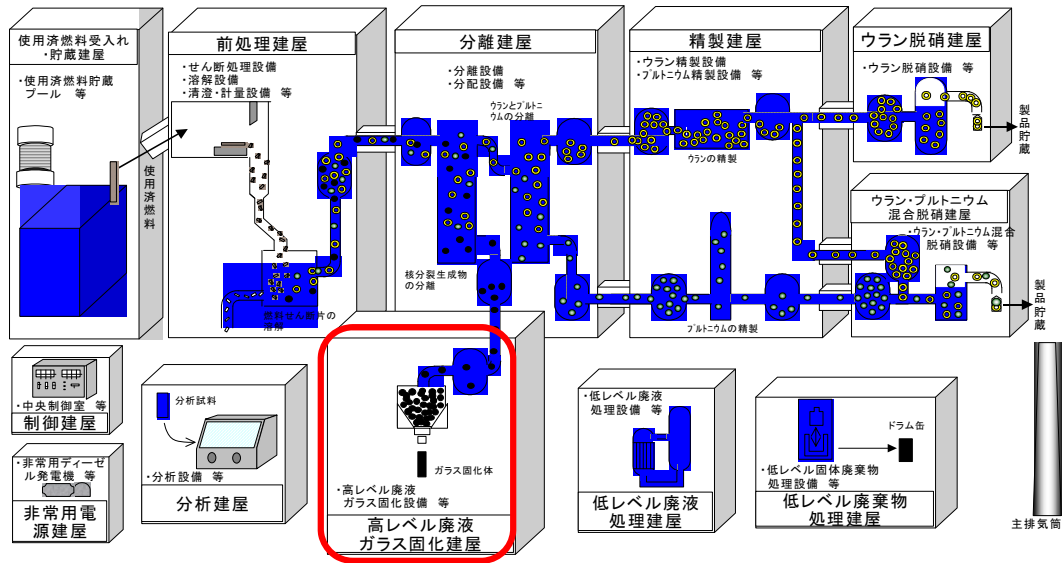 使用済燃料受入れ
・貯蔵建屋
・使用済燃料貯蔵
プール 等
使用済燃料
前処理建屋
・せん断処理設備
・溶解設備
・清澄・計量設備 等
燃料せん断片の
溶解
分離建屋
・分離設備
・分配設備 等
ウランとプルトニ
ウムの分離
核分裂生成物
の分離
精製建屋
・ウラン精製設備
・プルトニウム精製設備 等
ウランの精製
プルトニウムの精製
ウラン脱硝建屋
・ウラン脱硝設備 等
製品貯蔵
ウラン・プルトニウム
混合脱硝建屋
・ウラン・プルトニウム混合
脱硝設備 等
製品貯蔵
・中央制御室 等
制御建屋
・非常用ディーゼ
ル発電機 等
非常用電
源建屋
分析試料
・分析設備 等
分析建屋
ガラス固化体
・高レベル廃液
ガラス固化設備 等
高レベル廃液
ガラス固化建屋
・低レベル廃液
処理設備 等
低レベル廃液
処理建屋
ドラム缶
・低レベル固体廃棄物
処理設備 等
低レベル廃棄物
処理建屋
主排気筒